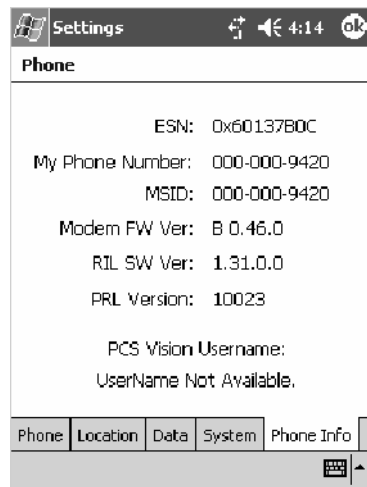 Settings 4:14 ok
Phone
ESN: 0x60137B0C
My Phone Number: 000-000-9420
MSID: 000-000-9420
Modem FW Ver: B 0.46.0
RIL SW Ver: 1.31.0.0
PRL Version: 10023
PCS Vision Username:
UserName Not Available.
Phone Location Data System Phone Info